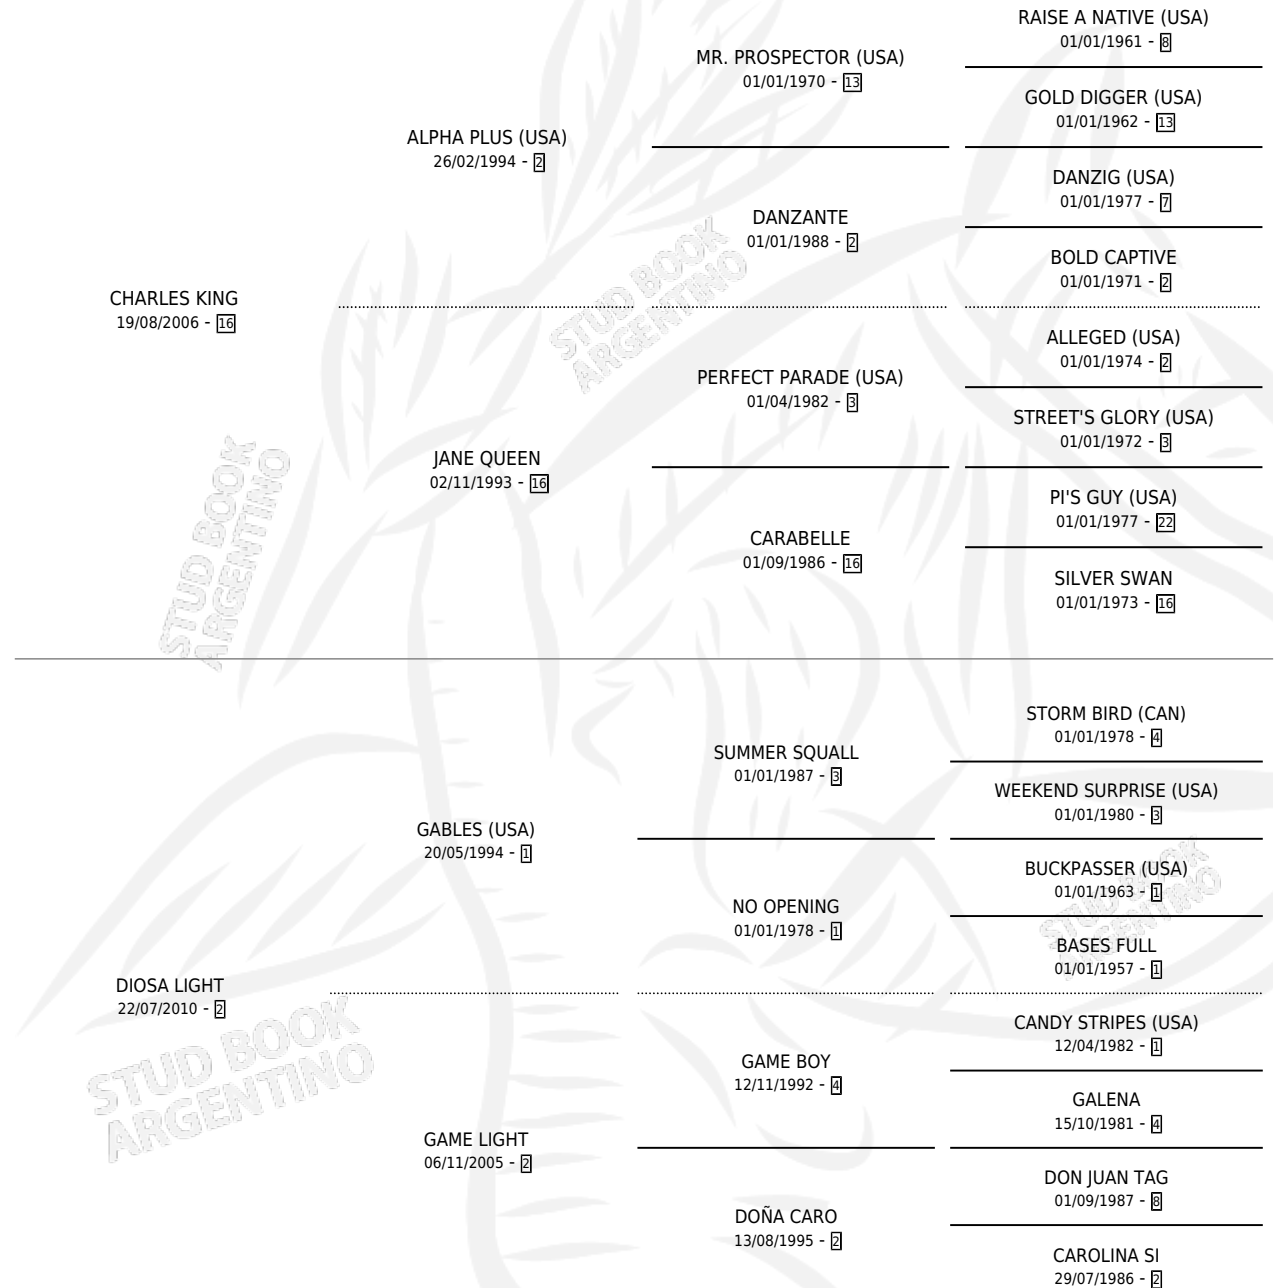 RAISE A NATIVE (USA)
01/01/1961 - 8
MR. PROSPECTOR (USA)
01/01/1970 - 13
GOLD DIGGER (USA)
01/01/1962 - 13
ALPHA PLUS (USA)
26/02/1994 - 2
DANZIG (USA)
01/01/1977 - 7
DANZANTE
01/01/1988 - 2
BOLD CAPTIVE
01/01/1971 - 2
CHARLES KING
19/08/2006 - 16
STUD BOOK
ARGENTINO
ALLEGED (USA)
01/01/1974 - 2
PERFECT PARADE (USA)
01/04/1982 - 3
STREET'S GLORY (USA)
01/01/1972 - 3
JANE QUEEN
02/11/1993 - 16
PI'S GUY (USA)
01/01/1977 - 22
CARABELLE
01/09/1986 - 16
SILVER SWAN
01/01/1973 - 16
STUD BOOK
ARGENTINO
STORM BIRD (CAN)
01/01/1978 - 4
SUMMER SQUALL
01/01/1987 - 3
WEEKEND SURPRISE (USA)
01/01/1980 - 3
GABLES (USA)
20/05/1994 - 1
BUCKPASSER (USA)
01/01/1963 - 1
NO OPENING
01/01/1978 - 1
BASES FULL
01/01/1957 - 1
STUD BOOK
ARGENTINO
DIOSA LIGHT
22/07/2010 - 2
CANDY STRIPES (USA)
12/04/1982 - 1
GAME BOY
12/11/1992 - 4
GALENA
15/10/1981 - 4
STUD BOOK
ARGENTINO
GAME LIGHT
06/11/2005 - 2
DON JUAN TAG
01/09/1987 - 8
DOÑA CARO
13/08/1995 - 2
CAROLINA SI
29/07/1986 - 2